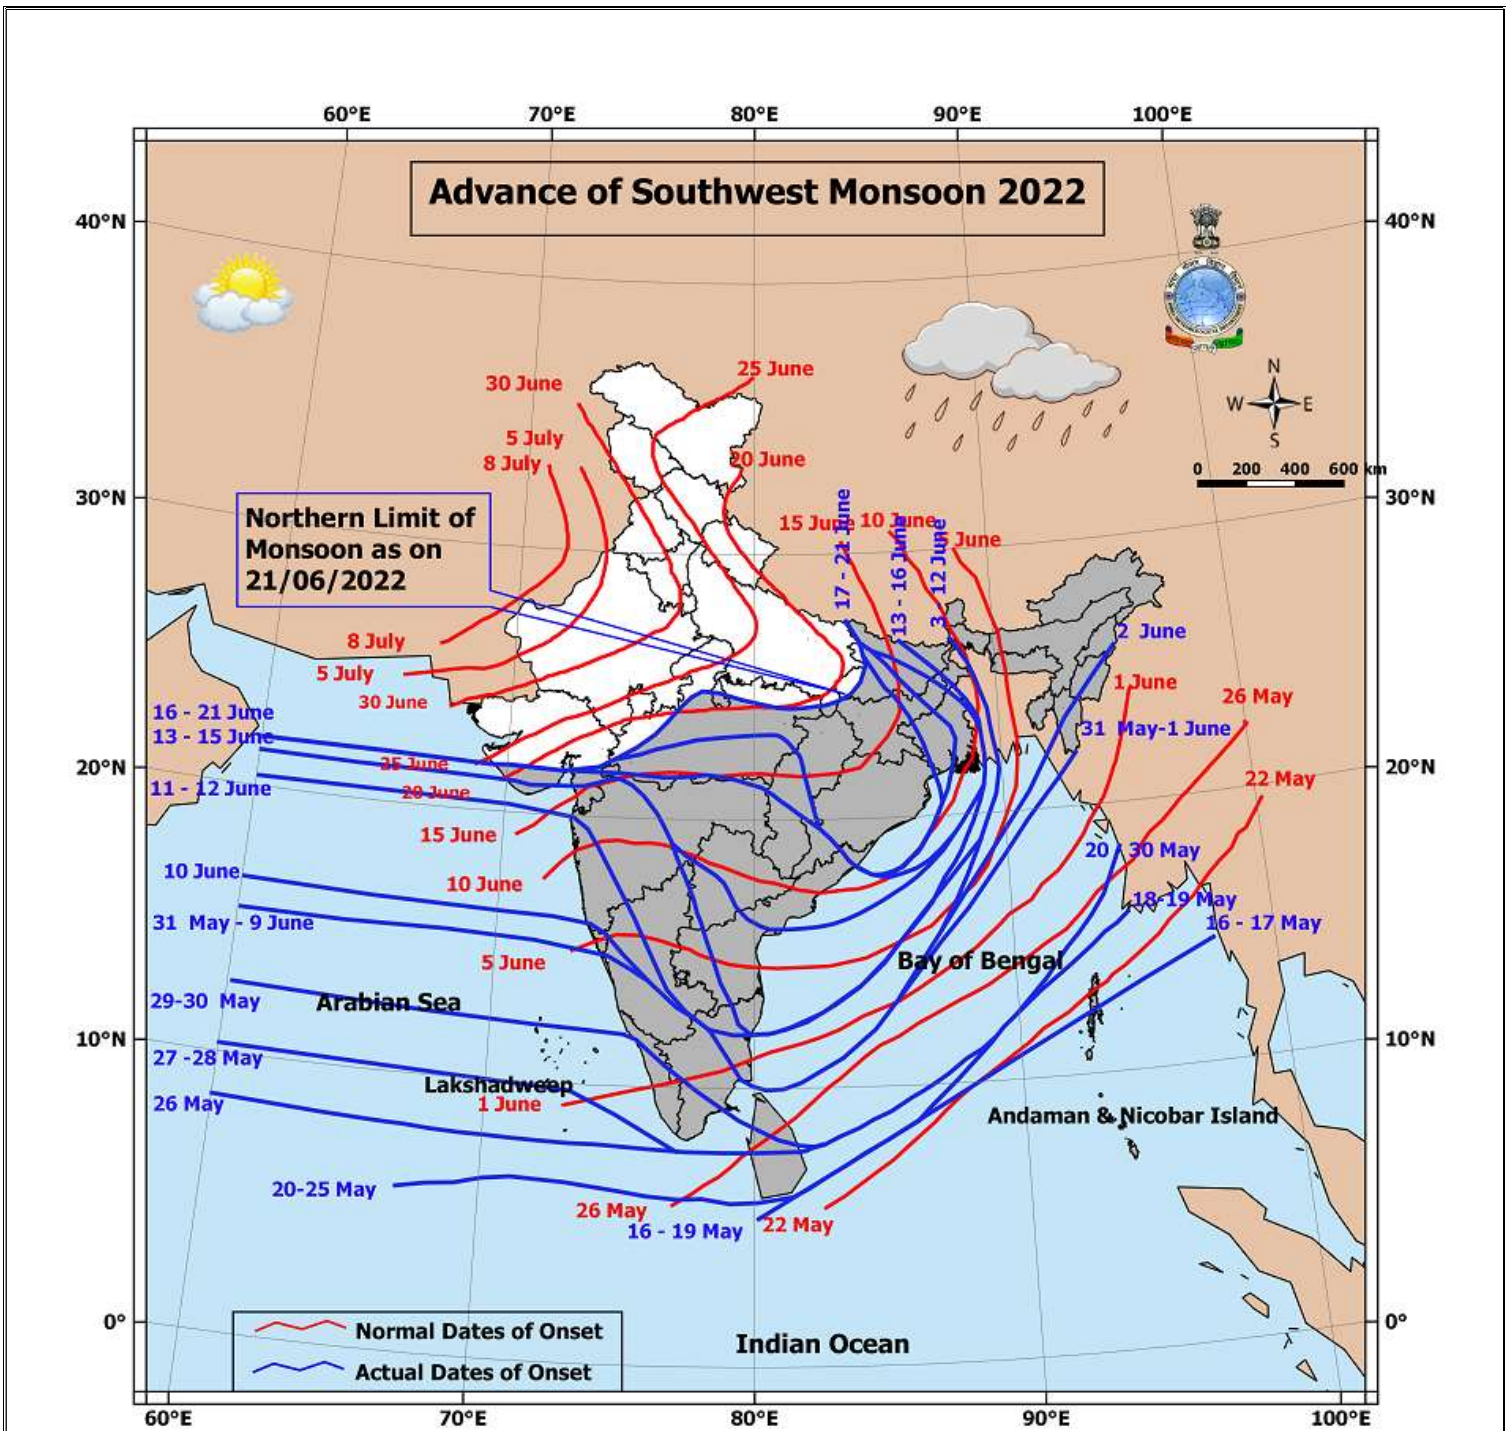 60°E 70°E 80°E 90°E 100°E
Advance of Southwest Monsoon 2022
40°N 40°N
25 June
30 June
N
W E
S
5 July
8 July
20 June
0 200 400 600 km
30°N 30°N
Northern Limit of
Monsoon as on
21/06/2022
15 June 10 June 5 June
17 - 21 June
13 - 16 June
3 - 12 June
8 July
2 June
5 July
1 June
30 June
26 May
16 - 21 June
31 May-1 June
13 - 15 June
25 June
20°N 20°N
22 May
11 - 12 June
20 June
15 June
20 - 30 May
10 June
10 June
18-19 May
31 May - 9 June
16 - 17 May
5 June
Bay of Bengal
29-30 May
Arabian Sea
10°N 10°N
27 -28 May
Lakshadweep
26 May
1 June
Andaman & Nicobar Island
20-25 May
26 May
16 - 19 May
22 May
0° 0°
Normal Dates of Onset
Indian Ocean
Actual Dates of Onset
60°E 70°E 80°E 90°E 100°E